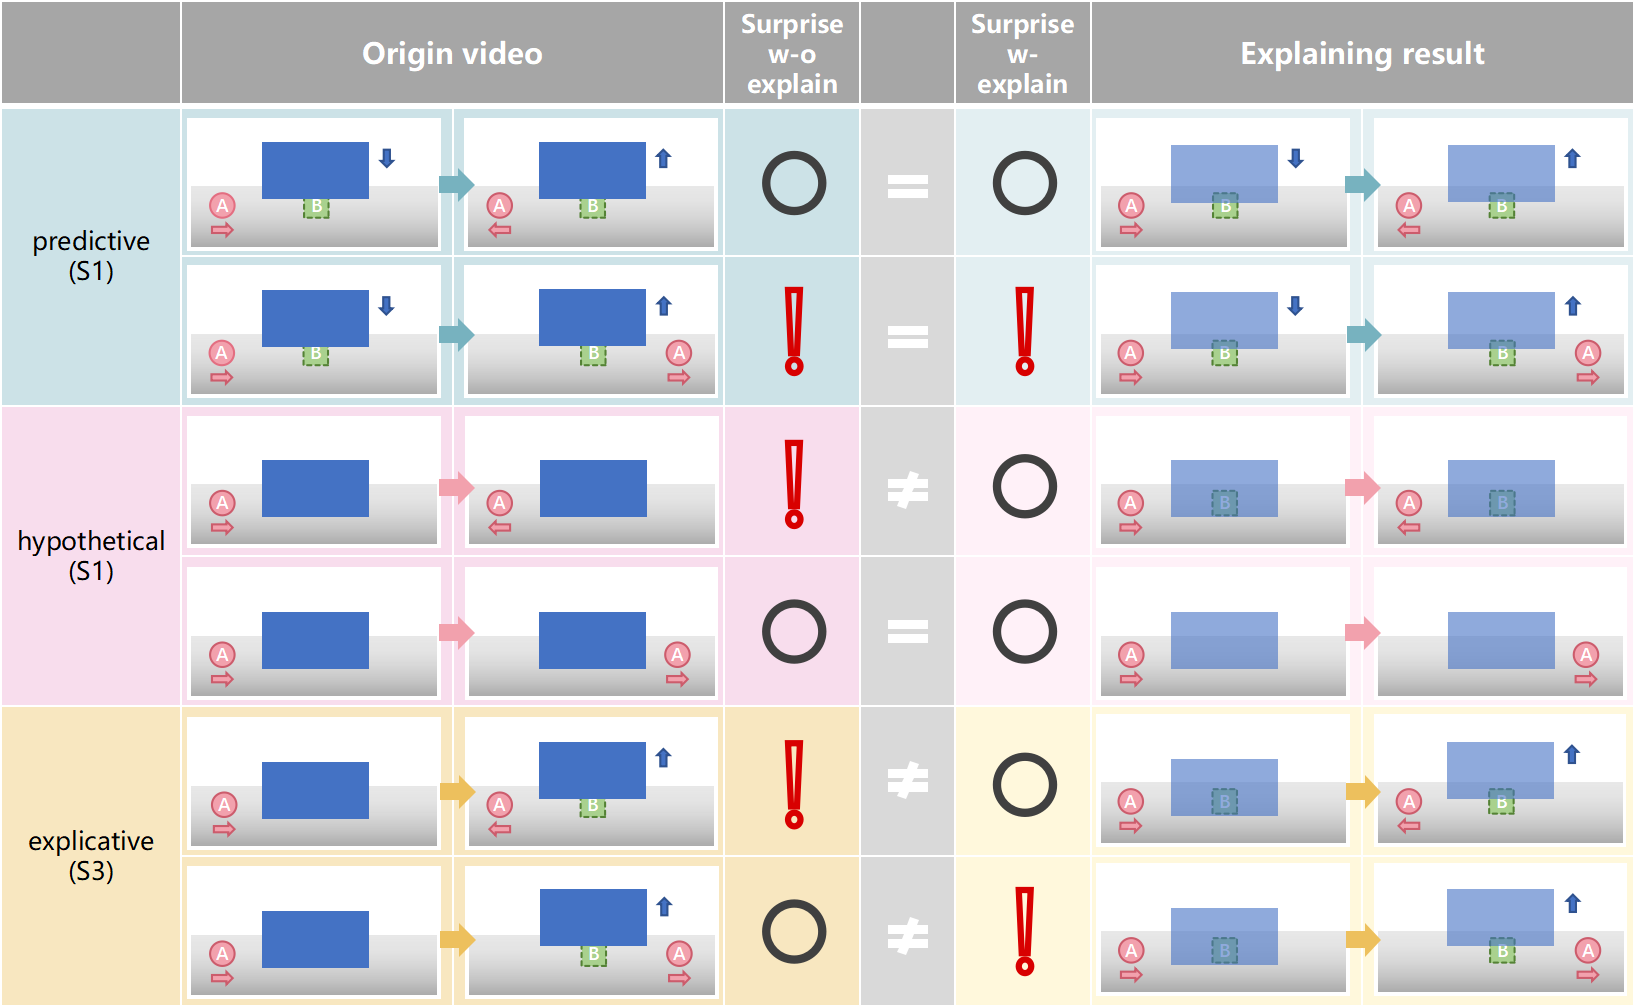 Origin video
Surprise
w-o
explain
Surprise
w-
explain
Explaining result
predictive
(S1)
A
B
A
B
=
A
B
A
B
A
B
B
A
=
A
B
B
A
hypothetical
(S1)
A
A
≠
A
B
A
B
A
A
=
A
A
explicative
(S3)
A
A
B
≠
A
B
A
B
A
B
A
≠
A
B
B
A